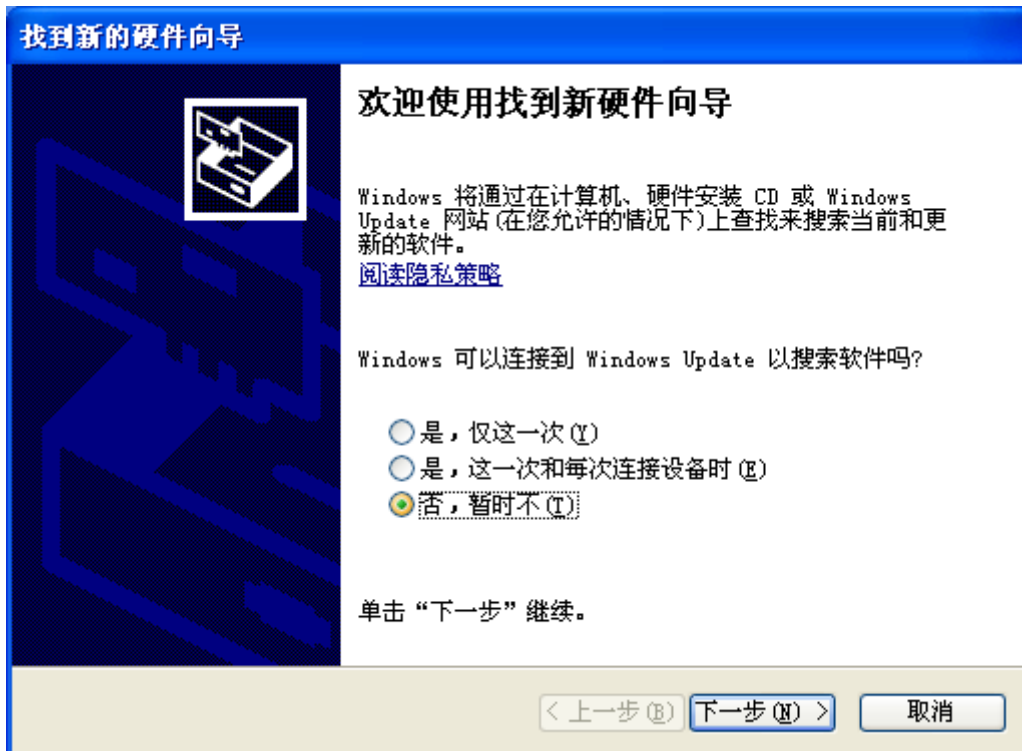 找到新的硬件向导
欢迎使用找到新硬件向导
Windows 将通过在计算机、硬件安装 CD 或 Windows
Update 网站(在您允许的情况下)上查找来搜索当前和更
新的软件。
阅读隐私策略
Windows 可以连接到 Windows Update 以搜索软件吗?
是，仅这一次(Y)
是，这一次和每次连接设备时(E)
否，暂时不(T)
单击“下一步”继续。
< 上一步(B) 下一步(N) > 取消